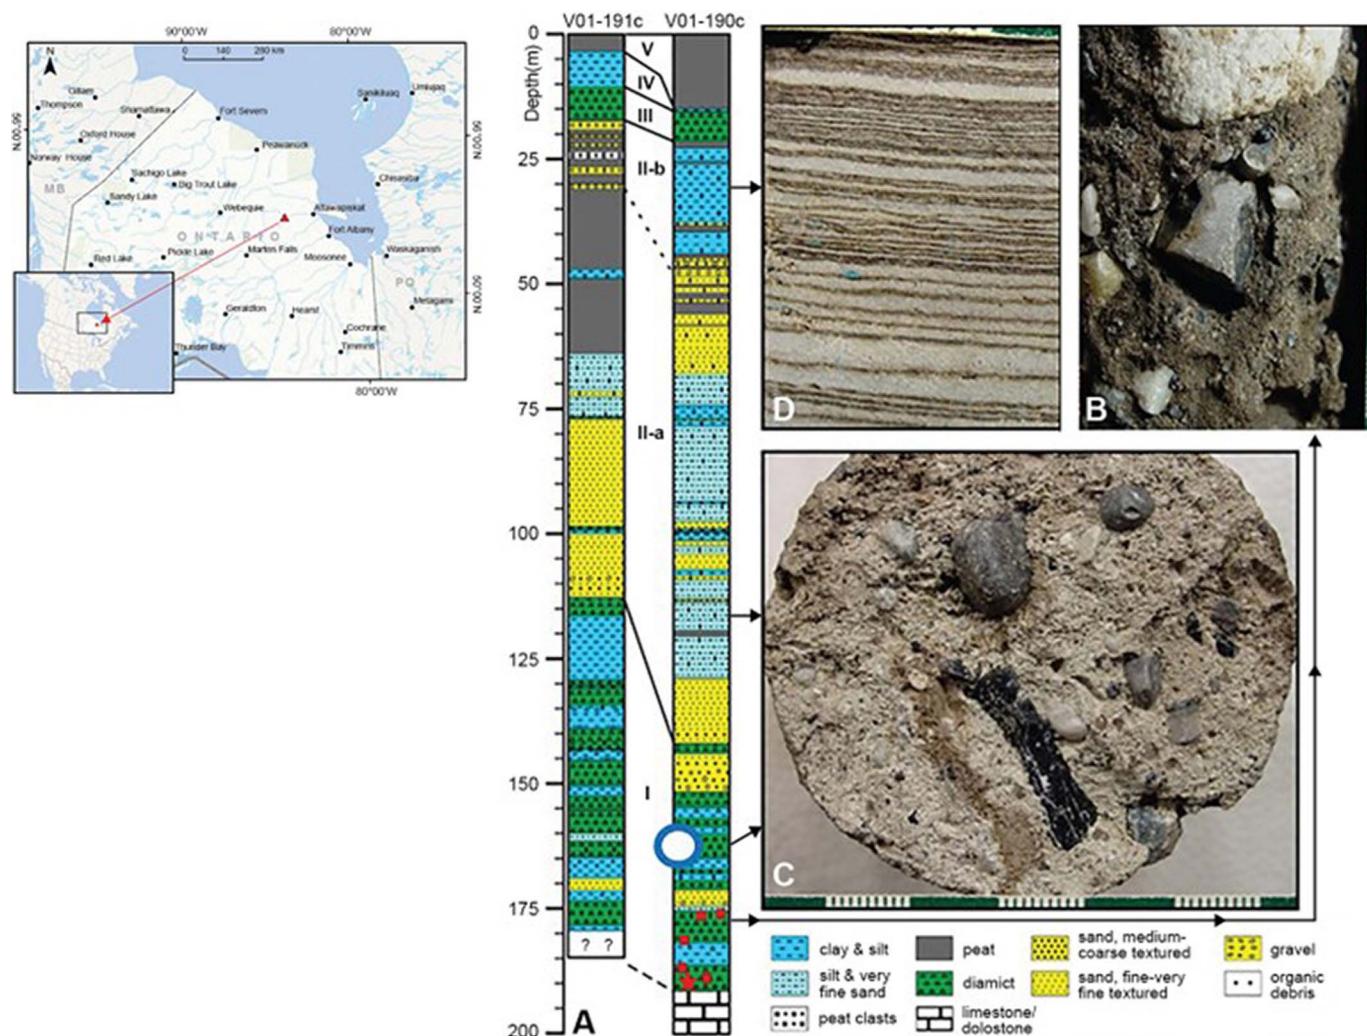 V01-191c
V01-190c
Depth(m)
0
25
50
75
100
125
150
175
200
V
IV
III
II-b
II-a
I
? ?
A
D
B
C
90°00'W
80°00'W
0 140 280 km
N
Thompson
Gillam
Shamattawa
Fort Severn
Sanikiluaq
Umiujaq
Oxford House
Norway House
Peawanuck
MB
Sachigo Lake
Big Trout Lake
Sandy Lake
Webequie
Attawapiskat
Chisasibi
ONTARIO
Fort Albany
Red Lake
Pickle Lake
Marten Falls
Moosonee
Waskaganish
PQ
Geraldton
Hearst
Matagami
Cochrane
Thunder Bay
Timmins
80°00'W
50°00'N
clay & silt
silt & very
fine sand
peat clasts
peat
diamict
limestone/
dolostone
sand, medium-
coarse textured
sand, fine-very
fine textured
gravel
organic
debris